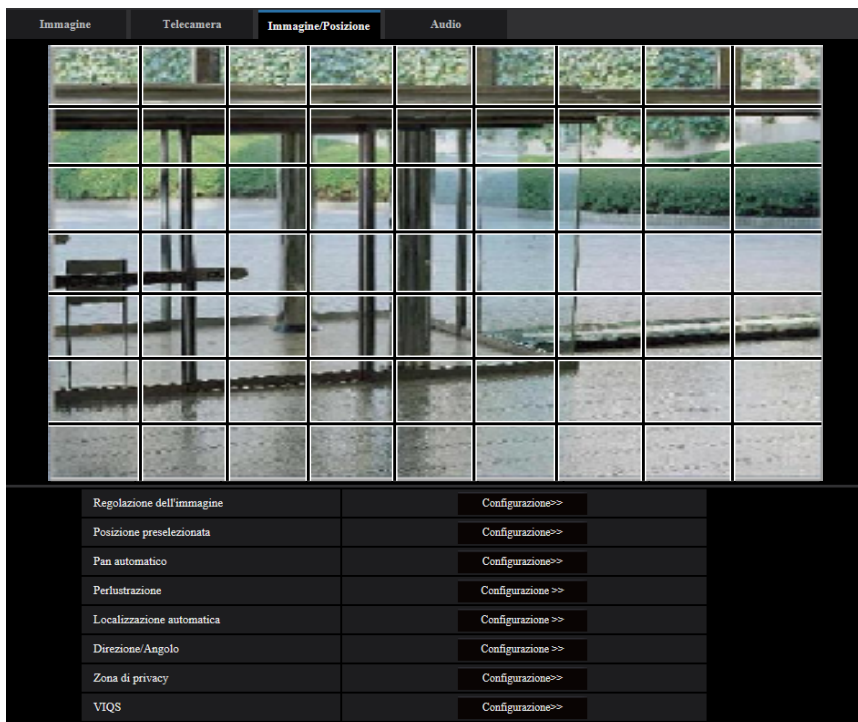 Immagine Telecamera Immagine/Posizione Audio
Regolazione dell'immagine Configurazione>>
Posizione preselezionata Configurazione>>
Pan automatico Configurazione>>
Perlustrazione Configurazione >>
Localizzazione automatica Configurazione >>
Direzione/Angolo Configurazione >>
Zona di privacy Configurazione>>
VIQS Configurazione>>